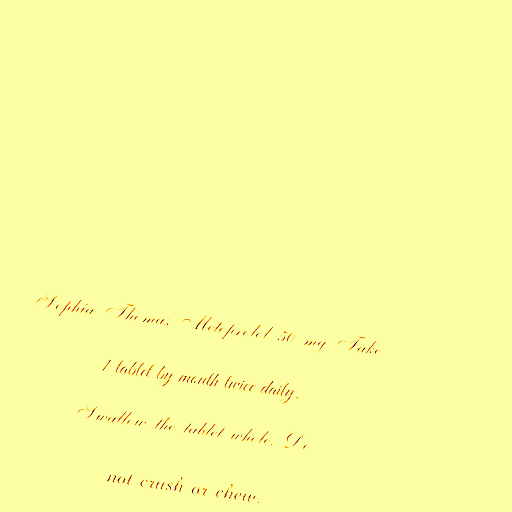 Sophia Thomas: Metoprolol 50 mg Take
1 tablet by mouth twice daily.
Swallow the tablet whole. Do
not crush or chew.